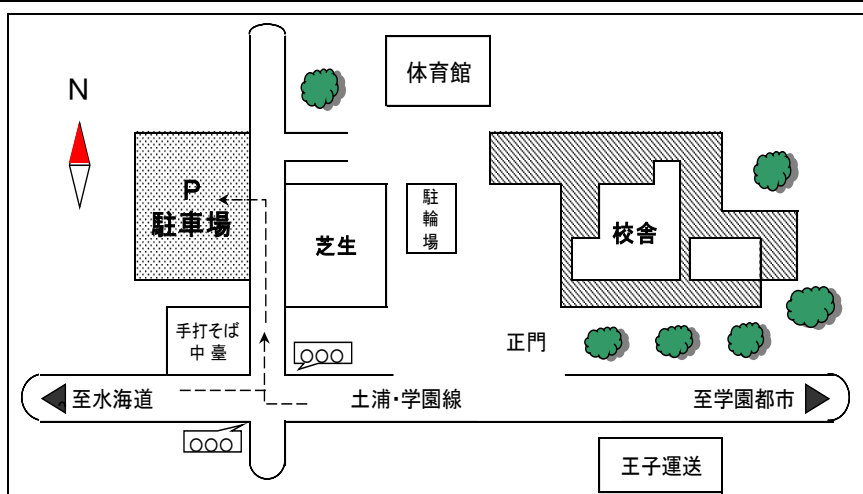 体育館
N
P
駐車場
駐輪場
芝生
校舎
手打そば
中臺
正門
至水海道
土浦・学園線
至学園都市
王子運送